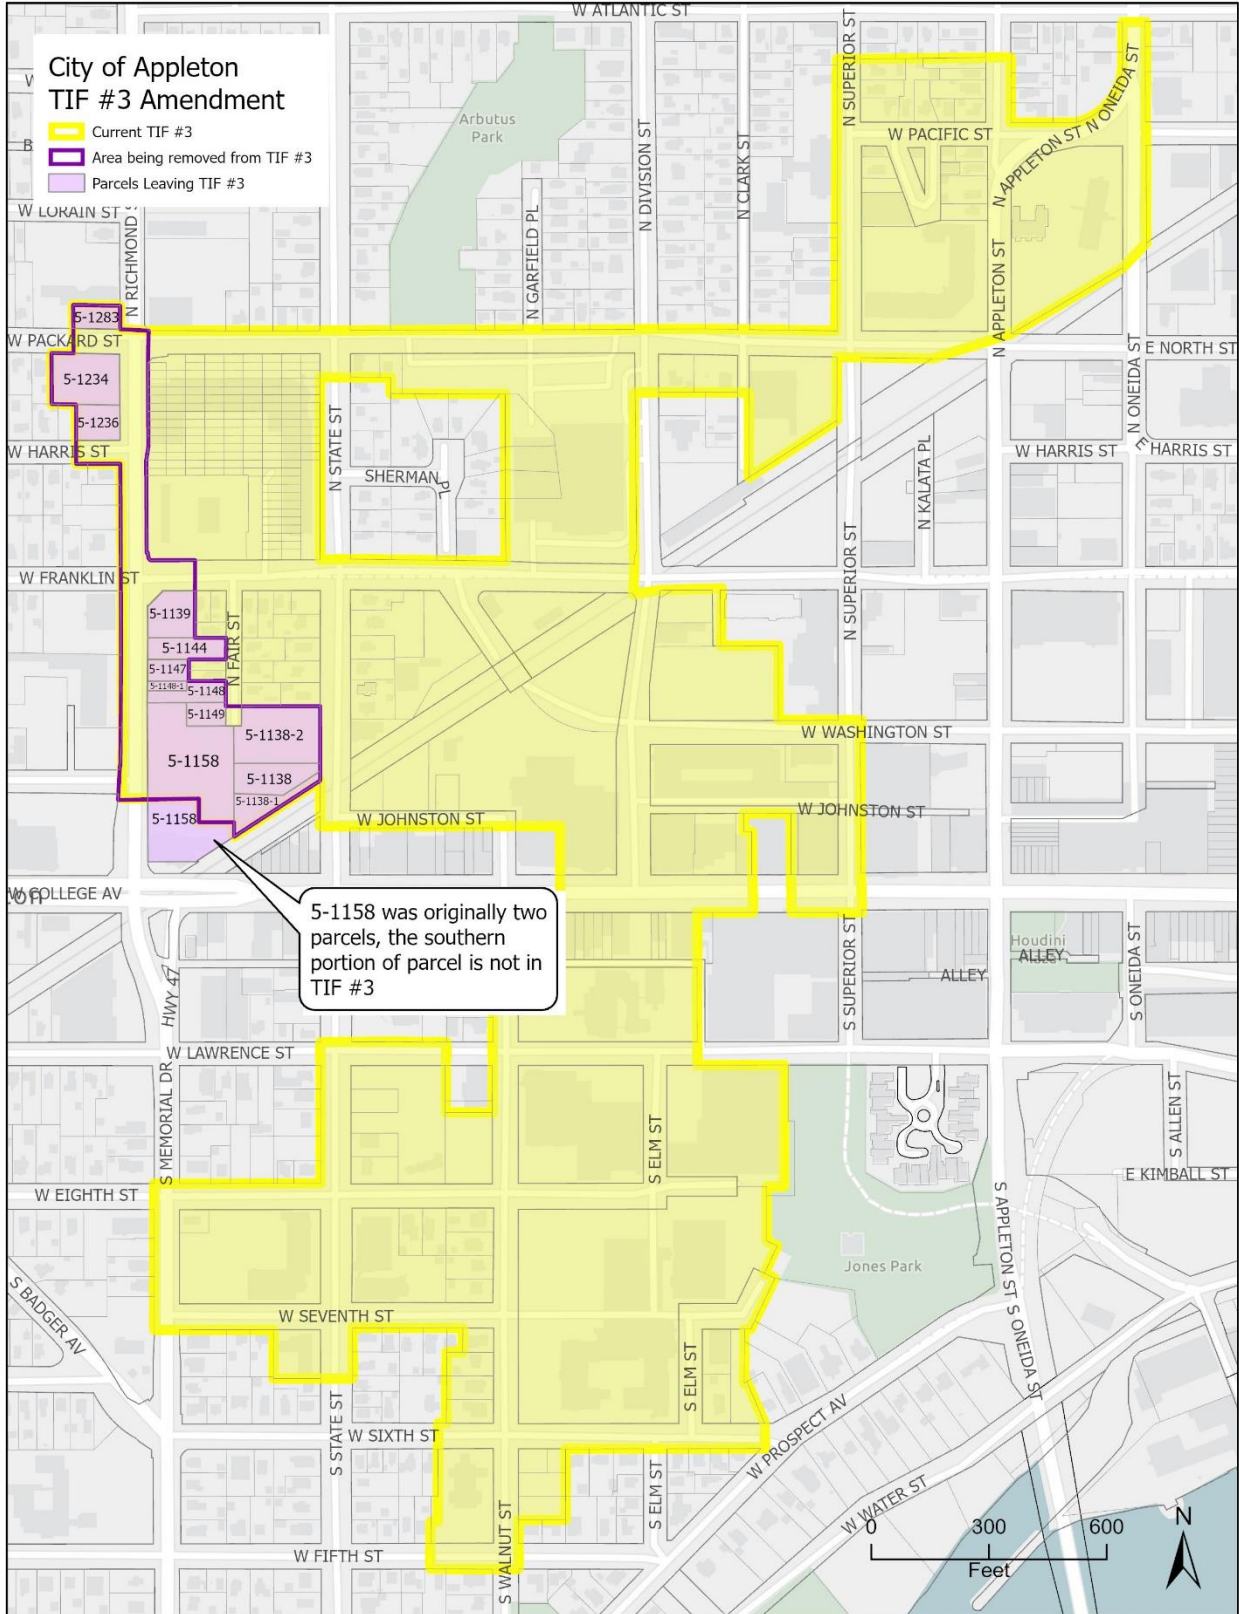 W ATLANTIC ST
City of Appleton
TIF #3 Amendment
Current TIF #3
Area being removed from TIF #3
Parcels Leaving TIF #3
W LORAIN ST
N RICHMOND S
Arbutus
Park
N GARFIELD PL
N DIVISION ST
N CLARK ST
N SUPERIOR ST
W PACIFIC ST
N APPLETON ST
N ONEIDA ST
N APPLETON ST
5-1283
W PACKARD ST
E NORTH ST
5-1234
5-1236
W HARRIS ST
N STATE ST
SHERMAN PL
N KALATA PL
W HARRIS ST
N ONEIDA ST
E HARRIS ST
W FRANKLIN ST
N SUPERIOR ST
5-1139
5-1144
N FAIR ST
5-1147
5-1148-1
5-1148
5-1149
5-1138-2
W WASHINGTON ST
5-1158
5-1138
5-1138-1
W JOHNSTON ST
W JOHNSTON ST
5-1158
W COLLEGE AV
on
5-1158 was originally two
parcels, the southern
portion of parcel is not in
TIF #3
HWY 47
S SUPERIOR ST
Houdini
ALLEY
ALLEY
S ONEIDA ST
W LAWRENCE ST
S MEMORIAL DR
S ELM ST
S ALLEN ST
E KIMBALL ST
W EIGHTH ST
S APPLETON ST
Jones Park
S BADGER AV
W SEVENTH ST
S ONEIDA ST
S ELM ST
S STATE ST
W SIXTH ST
W PROSPECT AV
S ELM ST
W WATER ST
S WALNUT ST
W FIFTH ST
0 300 600
Feet
N